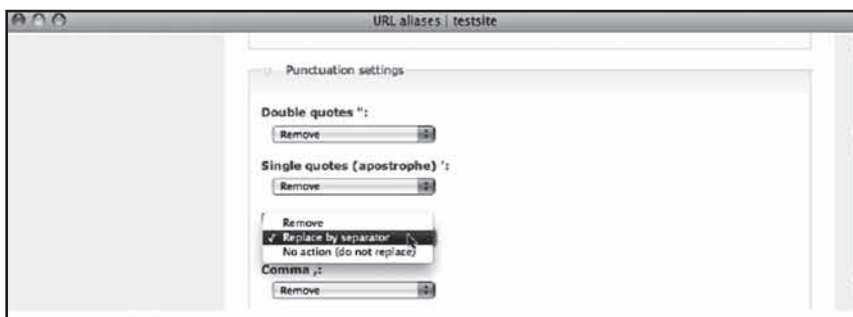 URL aliases | testsite
Punctuation settings
Double quotes ":
Remove
Single quotes (apostrophe) ':
Remove
Remove
✓ Replace by separator
No action (do not replace)
Comma ,:
Remove